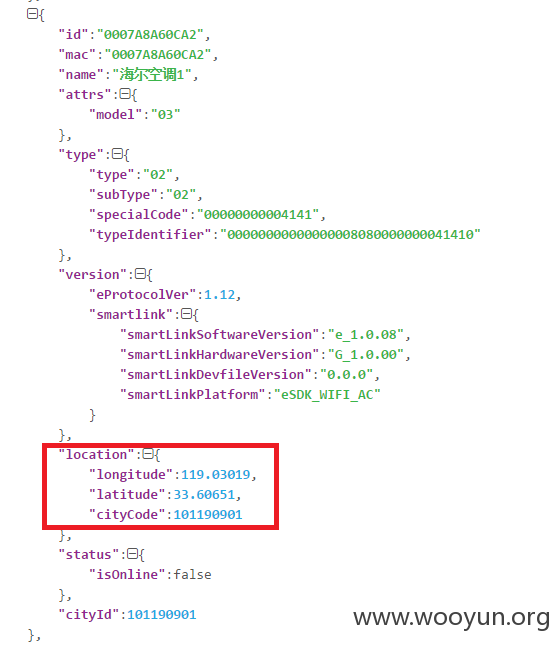 {
"id":"0007A8A60CA2",
"mac":"0007A8A60CA2",
"name":"海尔空调1",
"attrs":{
"model":"03"
},
"type":{
"type":"02",
"subType":"02",
"specialCode":"00000000004141",
"typeIdentifier":"00000000000000008080000000041410"
},
"version":{
"eProtocolVer":1.12,
"smartlink":{
"smartLinkSoftwareVersion":"e_1.0.08",
"smartLinkHardwareVersion":"G_1.0.00",
"smartLinkDevfileVersion":"0.0.0",
"smartLinkPlatform":"eSDK_WIFI_AC"
}
},
"location":{
"longitude":119.03019,
"latitude":33.60651,
"cityCode":101190901
},
"status":{
"isOnline":false
},
"cityId":101190901
},
www.wooyun.org